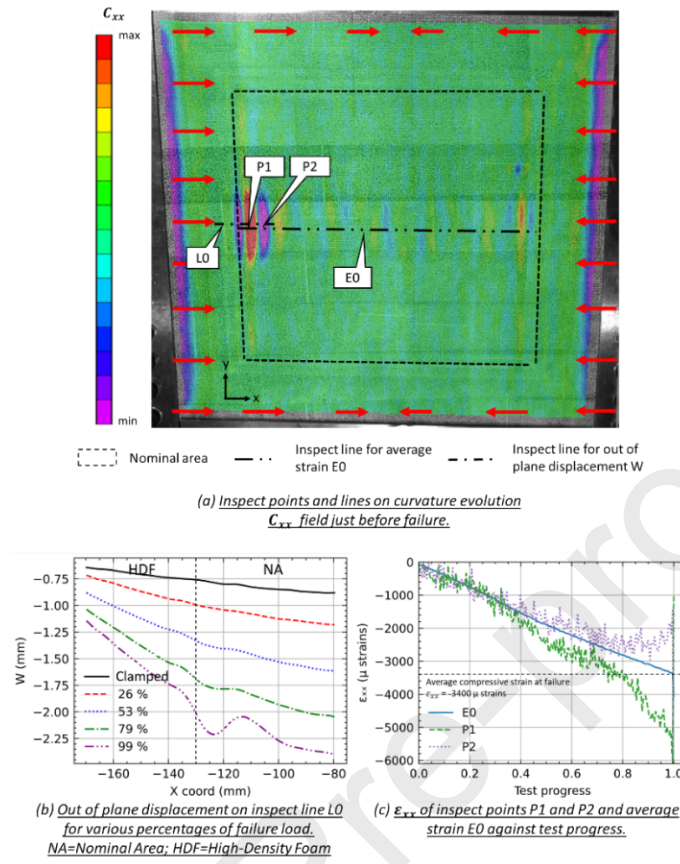 C_xx
max
min
P1
P2
L0
E0
y
x
Nominal area
Inspect line for average
strain E0
Inspect line for out of
plane displacement W
(a) Inspect points and lines on curvature evolution
C_xx field just before failure.
HDF
NA
W (mm)
−0.75
−1.00
−1.25
−1.50
−1.75
−2.00
−2.25
Clamped
26 %
53 %
79 %
99 %
−160
−140
−120
−100
−80
X coord (mm)
(b) Out of plane displacement on inspect line L0
for various percentages of failure load.
NA=Nominal Area; HDF=High-Density Foam
εxx (μ strains)
0
−1000
−2000
−3000
−4000
−5000
−6000
Average compressive strain at failure
εxx = -3400 μ strains
E0
P1
P2
0.0
0.2
0.4
0.6
0.8
1.0
Test progress
(c) εxx of inspect points P1 and P2 and average
strain E0 against test progress.
Pre-pro